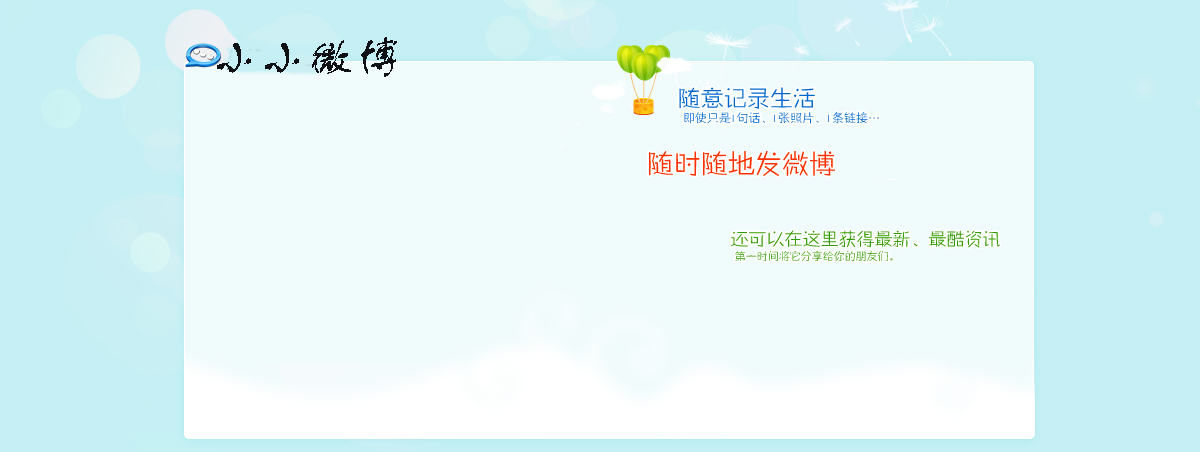 小小微博
随意记录生活
即使只是1句话、1张照片、1条链接…
随时随地发微博
还可以在这里获得最新、最酷资讯
第一时间将它分享给你的朋友们。